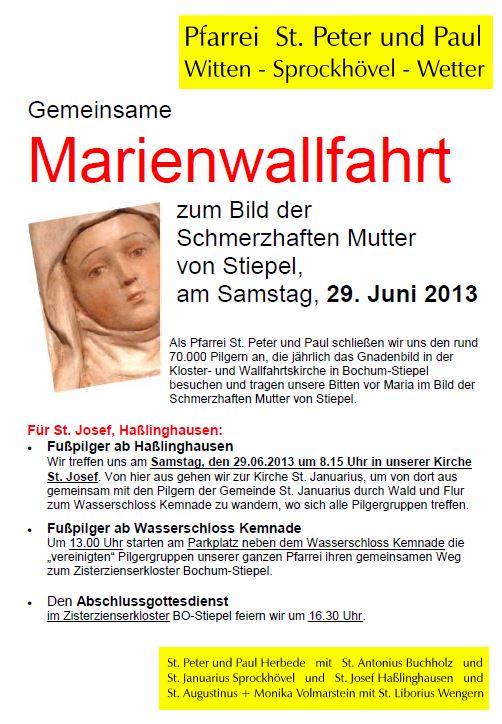 Pfarrei St. Peter und Paul
Witten - Sprockhövel - Wetter
Gemeinsame
Marienwallfahrt
zum Bild der
Schmerzhaften Mutter
von Stiepel,
am Samstag, 29. Juni 2013
Als Pfarrei St. Peter und Paul schließen wir uns den rund
70.000 Pilgern an, die jährlich das Gnadenbild in der
Kloster- und Wallfahrtskirche in Bochum-Stiepel
besuchen und tragen unsere Bitten vor Maria im Bild der
Schmerzhaften Mutter von Stiepel.
Für St. Josef, Haßlinghausen:
• Fußpilger ab Haßlinghausen
Wir treffen uns am Samstag, den 29.06.2013 um 8.15 Uhr in unserer Kirche
St. Josef. Von hier aus gehen wir zur Kirche St. Januarius, um von dort aus
gemeinsam mit den Pilgern der Gemeinde St. Januarius durch Wald und Flur
zum Wasserschloss Kemnade zu wandern, wo sich alle Pilgergruppen treffen.
• Fußpilger ab Wasserschloss Kemnade
Um 13.00 Uhr starten am Parkplatz neben dem Wasserschloss Kemnade die
„vereinigten“ Pilgergruppen unserer ganzen Pfarrei ihren gemeinsamen Weg
zum Zisterzienserkloster Bochum-Stiepel.
• Den Abschlussgottesdienst
im Zisterzienserkloster BO-Stiepel feiern wir um 16.30 Uhr.
St. Peter und Paul Herbede mit St. Antonius Buchholz und
St. Januarius Sprockhövel und St. Josef Haßlinghausen und
St. Augustinus + Monika Volmarstein mit St. Liborius Wengern